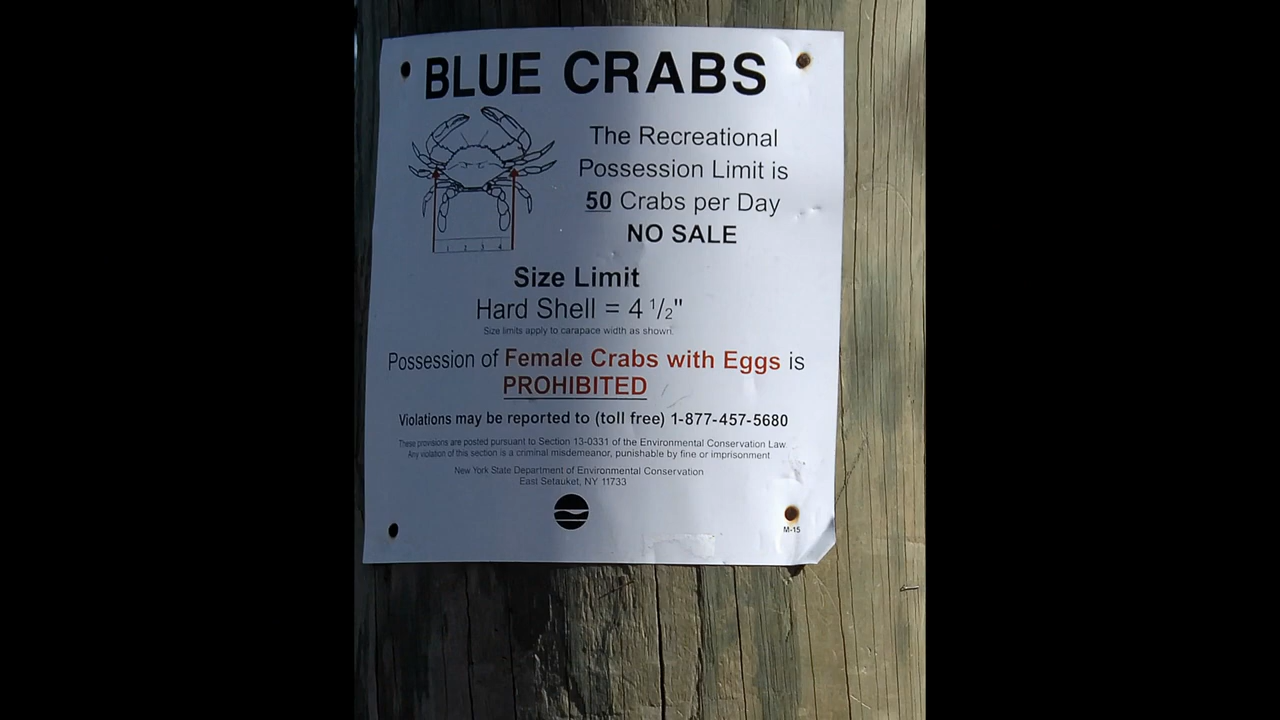 BLUE CRABS
The Recreational
Possession Limit is
50 Crabs per Day
NO SALE
1 2 3 4
Size Limit
Hard Shell = 4 1/2"
Size limits apply to carapace width as shown.
Possession of Female Crabs with Eggs is
PROHIBITED
Violations may be reported to (toll free) 1-877-457-5680
These provisions are posted pursuant to Section 13-0331 of the Environmental Conservation Law.
Any violation of this section is a criminal misdemeanor, punishable by fine or imprisonment
New York State Department of Environmental Conservation
East Setauket, NY 11733
M-15